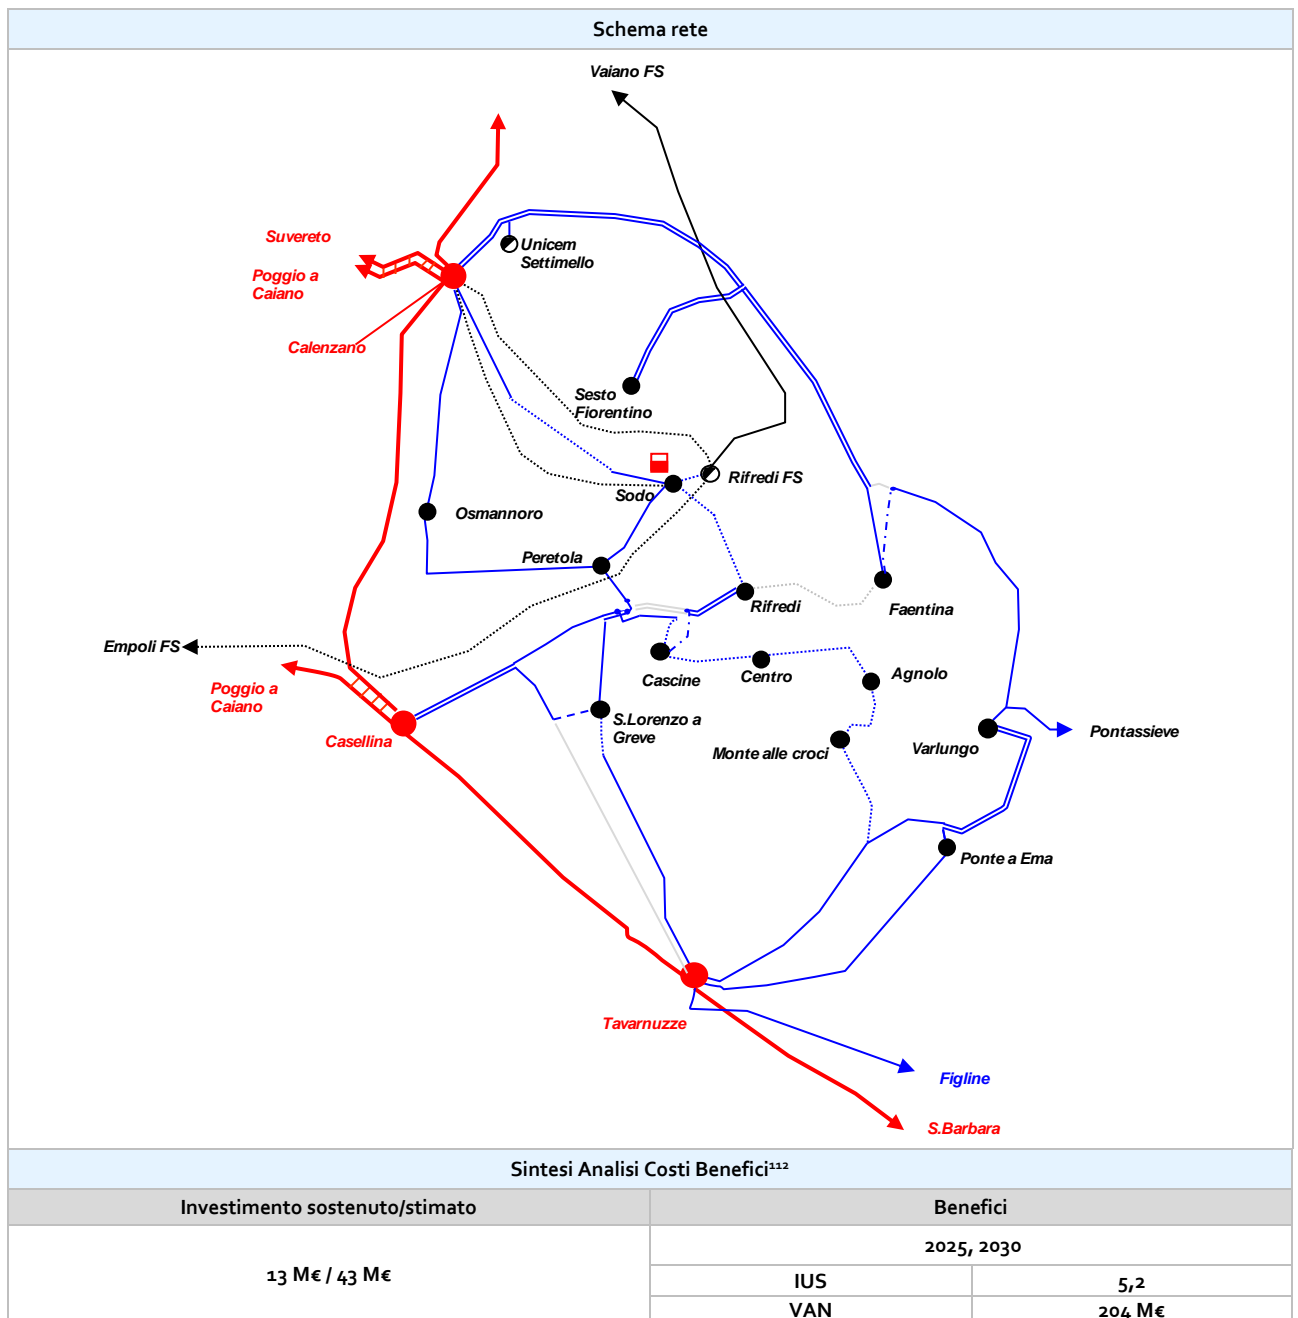 Schema rete
Vaiano FS
Suvereto
Unicem
Settimello
Poggio a
Caiano
Calenzano
Sesto
Fiorentino
Rifredi FS
Sodo
Osmannoro
Peretola
Rifredi
Faentina
Empoli FS
Cascine
Centro
Agnolo
Poggio a
Caiano
S.Lorenzo a
Greve
Casellina
Monte alle croci
Varlungo
Pontassieve
Ponte a Ema
Tavarnuzze
Figline
S.Barbara
Sintesi Analisi Costi Benefici¹¹²
Investimento sostenuto/stimato
Benefici
13 M€ / 43 M€
2025, 2030
IUS
5,2
VAN
204 M€